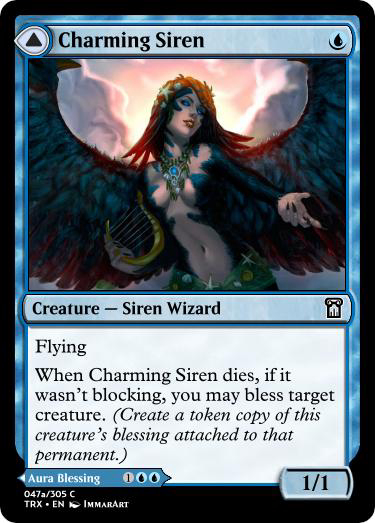 Charming Siren
Creature — Siren Wizard
Flying
When Charming Siren dies, if it
wasn't blocking, you may bless target
creature. (Create a token copy of this
creature's blessing attached to that
permanent.)
Aura Blessing 1
1/1
047a/305 C
TRX • EN ImmarArt